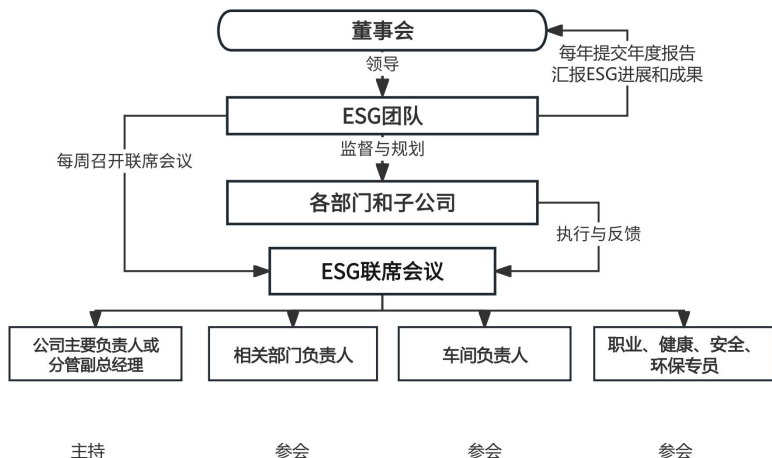 董事会
领导
每年提交年度报告
汇报ESG进展和成果
ESG团队
每周召开联席会议
监督与规划
各部门和子公司
执行与反馈
ESG联席会议
公司主要负责人或
分管副总经理
相关部门负责人
车间负责人
职业、健康、安全、
环保专员
主持
参会
参会
参会